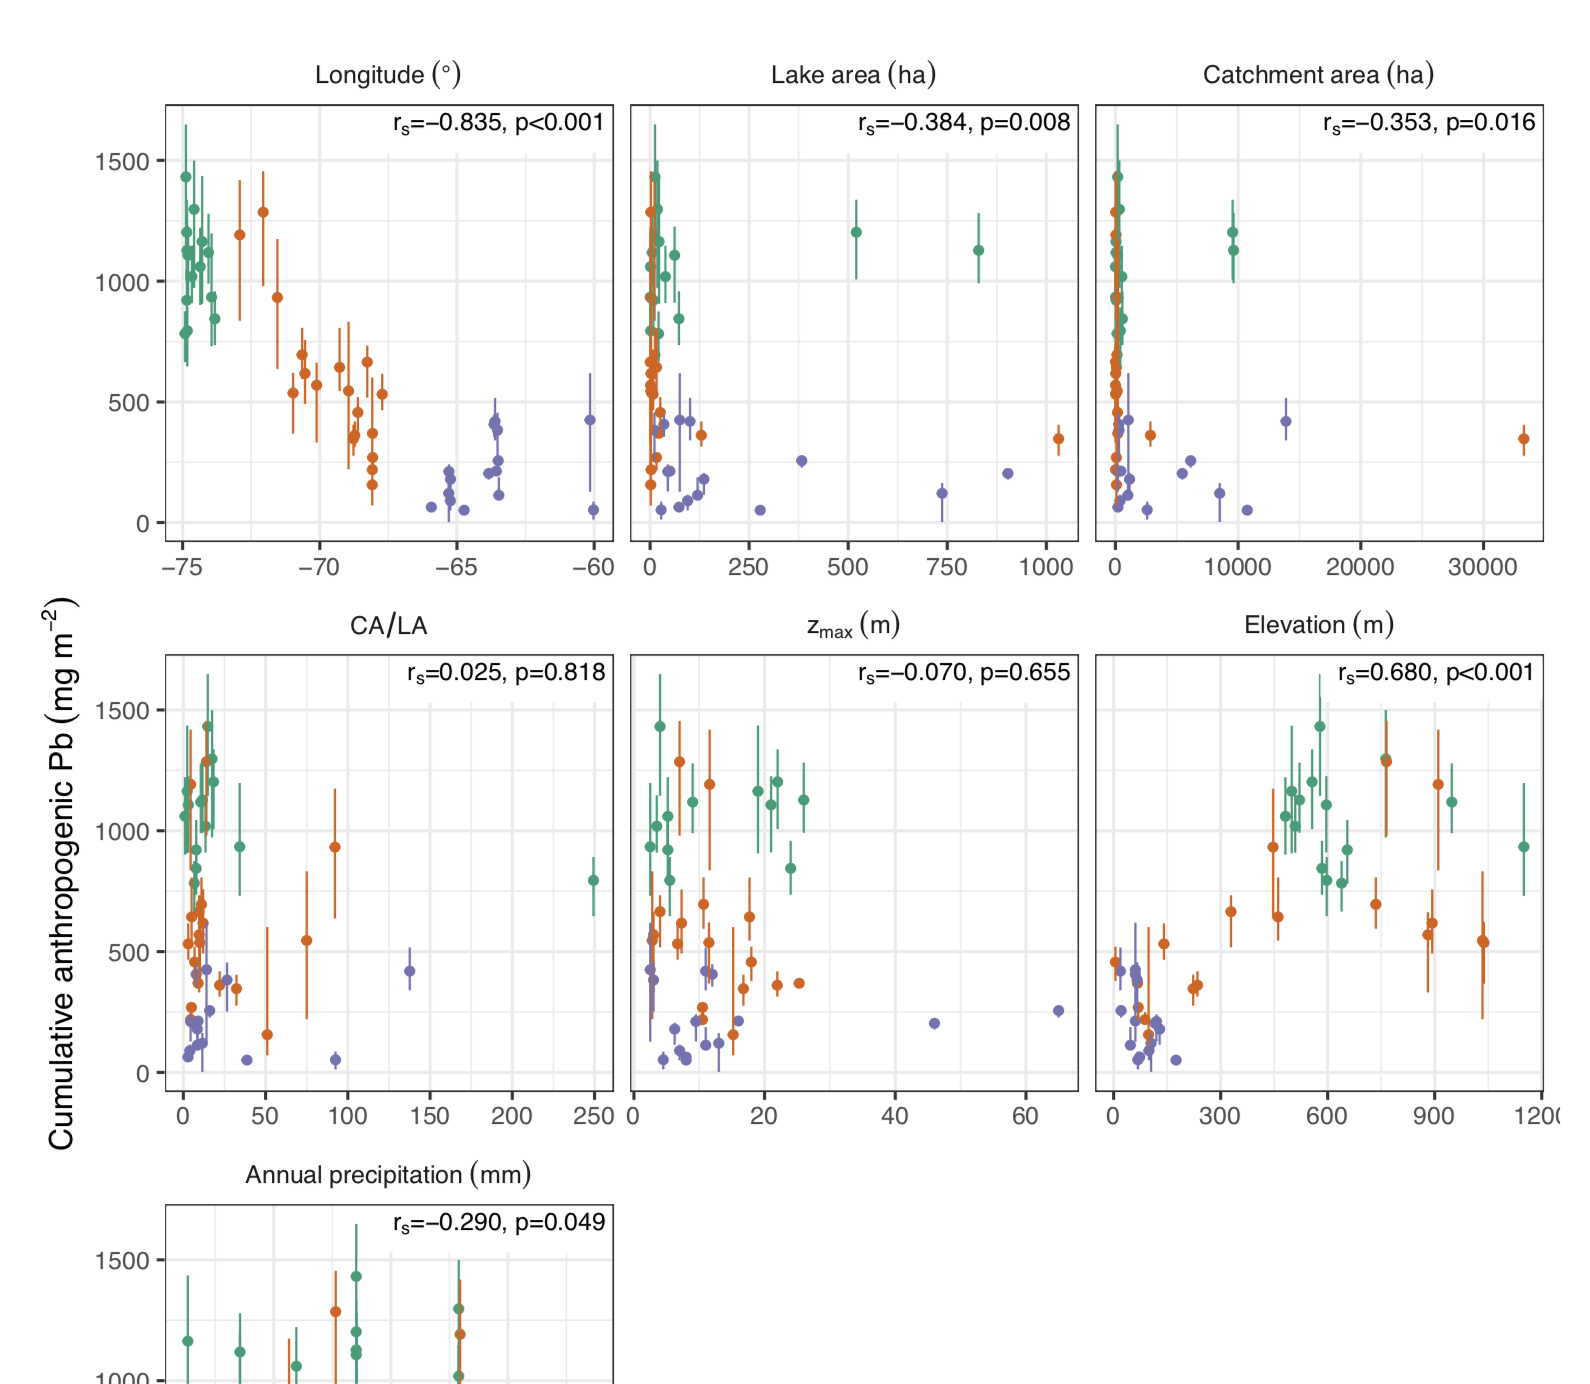 Longitude (°) Lake area (ha) Catchment area (ha)
rs=−0.835, p<0.001 rs=−0.384, p=0.008 rs=−0.353, p=0.016
1500
1000
500
0
−75 −70 −65 −60 0 250 500 750 1000 0 10000 20000 30000
Cumulative anthropogenic Pb (mg m−2)
CA/LA zmax (m) Elevation (m)
rs=0.025, p=0.818 rs=−0.070, p=0.655 rs=0.680, p<0.001
1500
1000
500
0
0 50 100 150 200 250 0 20 40 60 0 300 600 900 120
Annual precipitation (mm)
rs=−0.290, p=0.049
1500
1000